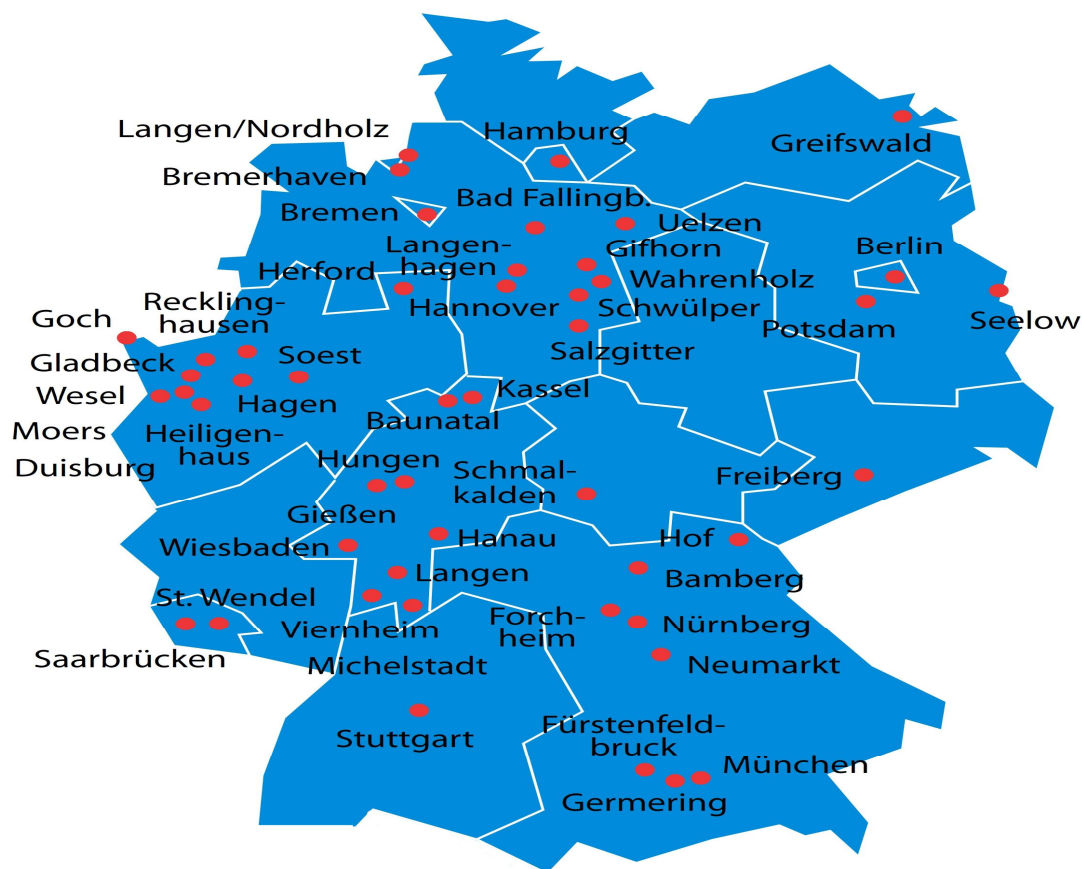 Langen/Nordholz
Hamburg
Greifswald
Bremerhaven
Bad Fallingb.
Bremen
Uelzen
Langen-
hagen
Gifhorn
Berlin
Herford
Wahrenholz
Reckling-
hausen
Hannover
Schwülper
Potsdam
Seelow
Goch
Salzgitter
Gladbeck
Soest
Wesel
Hagen
Kassel
Baunatal
Moers
Heiligen-
haus
Duisburg
Hungen
Schmal-
kalden
Freiberg
Gießen
Wiesbaden
Hanau
Hof
Langen
Bamberg
St. Wendel
Viernheim
Forch-
heim
Nürnberg
Saarbrücken
Michelstadt
Neumarkt
Stuttgart
Fürstenfeld-
bruck
München
Germering